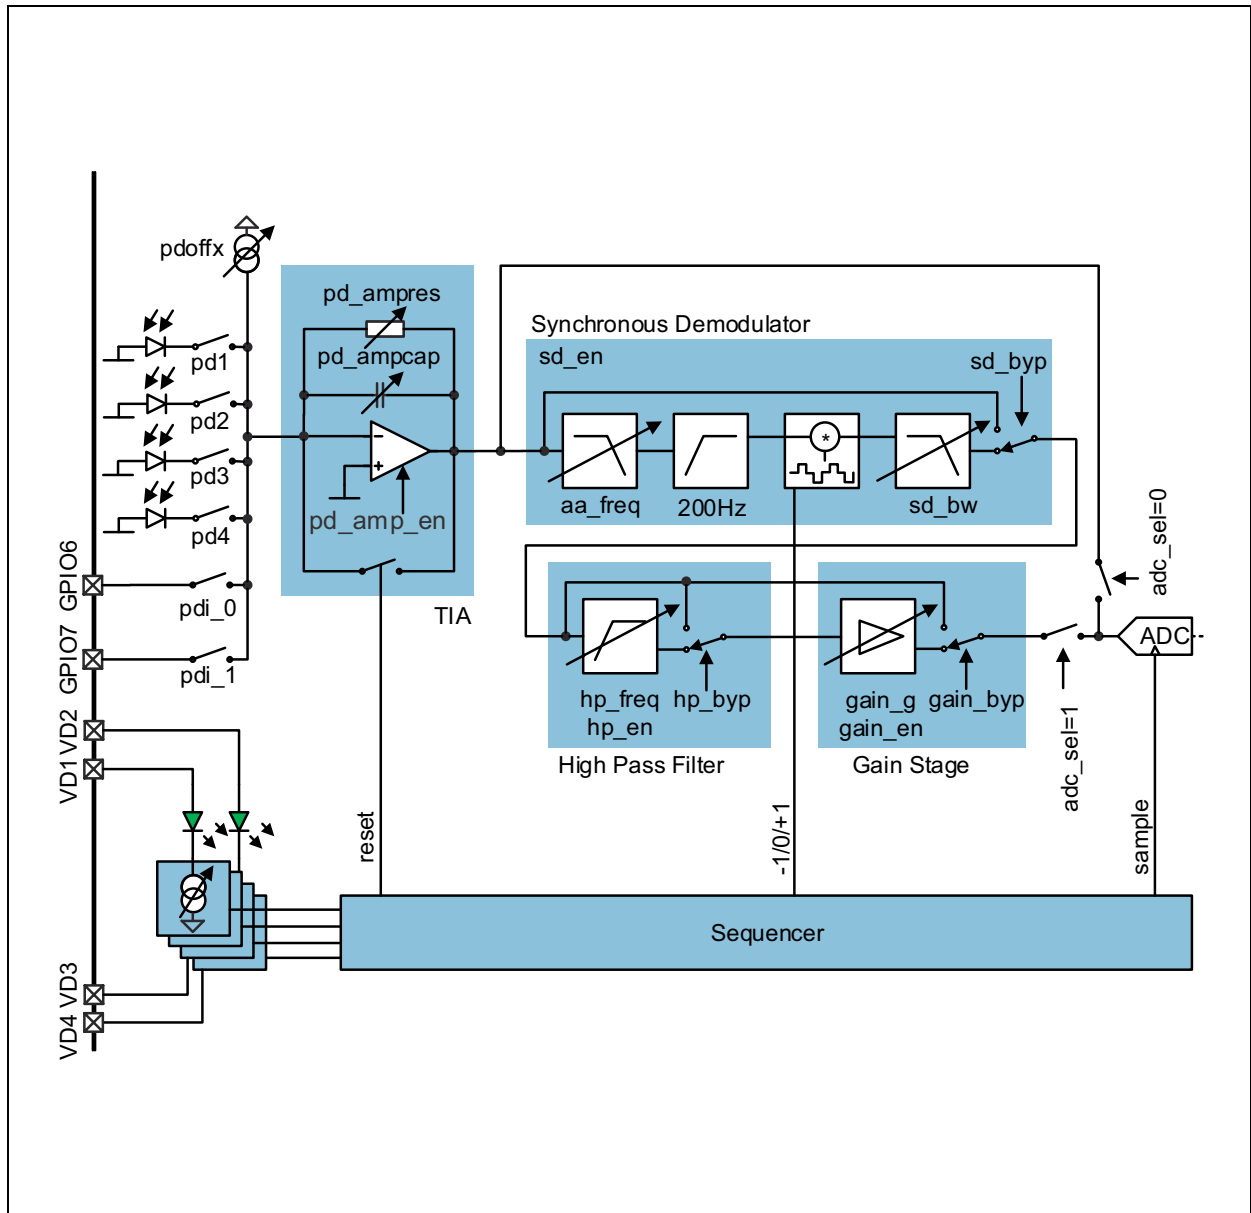 pdoffx
pd_ampres
pd_ampcap
pd1
pd2
pd3
pd4
pd_amp_en
TIA
Synchronous Demodulator
sd_en
sd_byp
*
aa_freq
200Hz
sd_bw
adc_sel=0
GPIO6
pdi_0
GPIO7
pdi_1
ADC
hp_freq
hp_en
hp_byp
High Pass Filter
gain_g
gain_en
gain_byp
Gain Stage
adc_sel=1
VD2
VD1
reset
-1/0/+1
sample
Sequencer
VD3
VD4